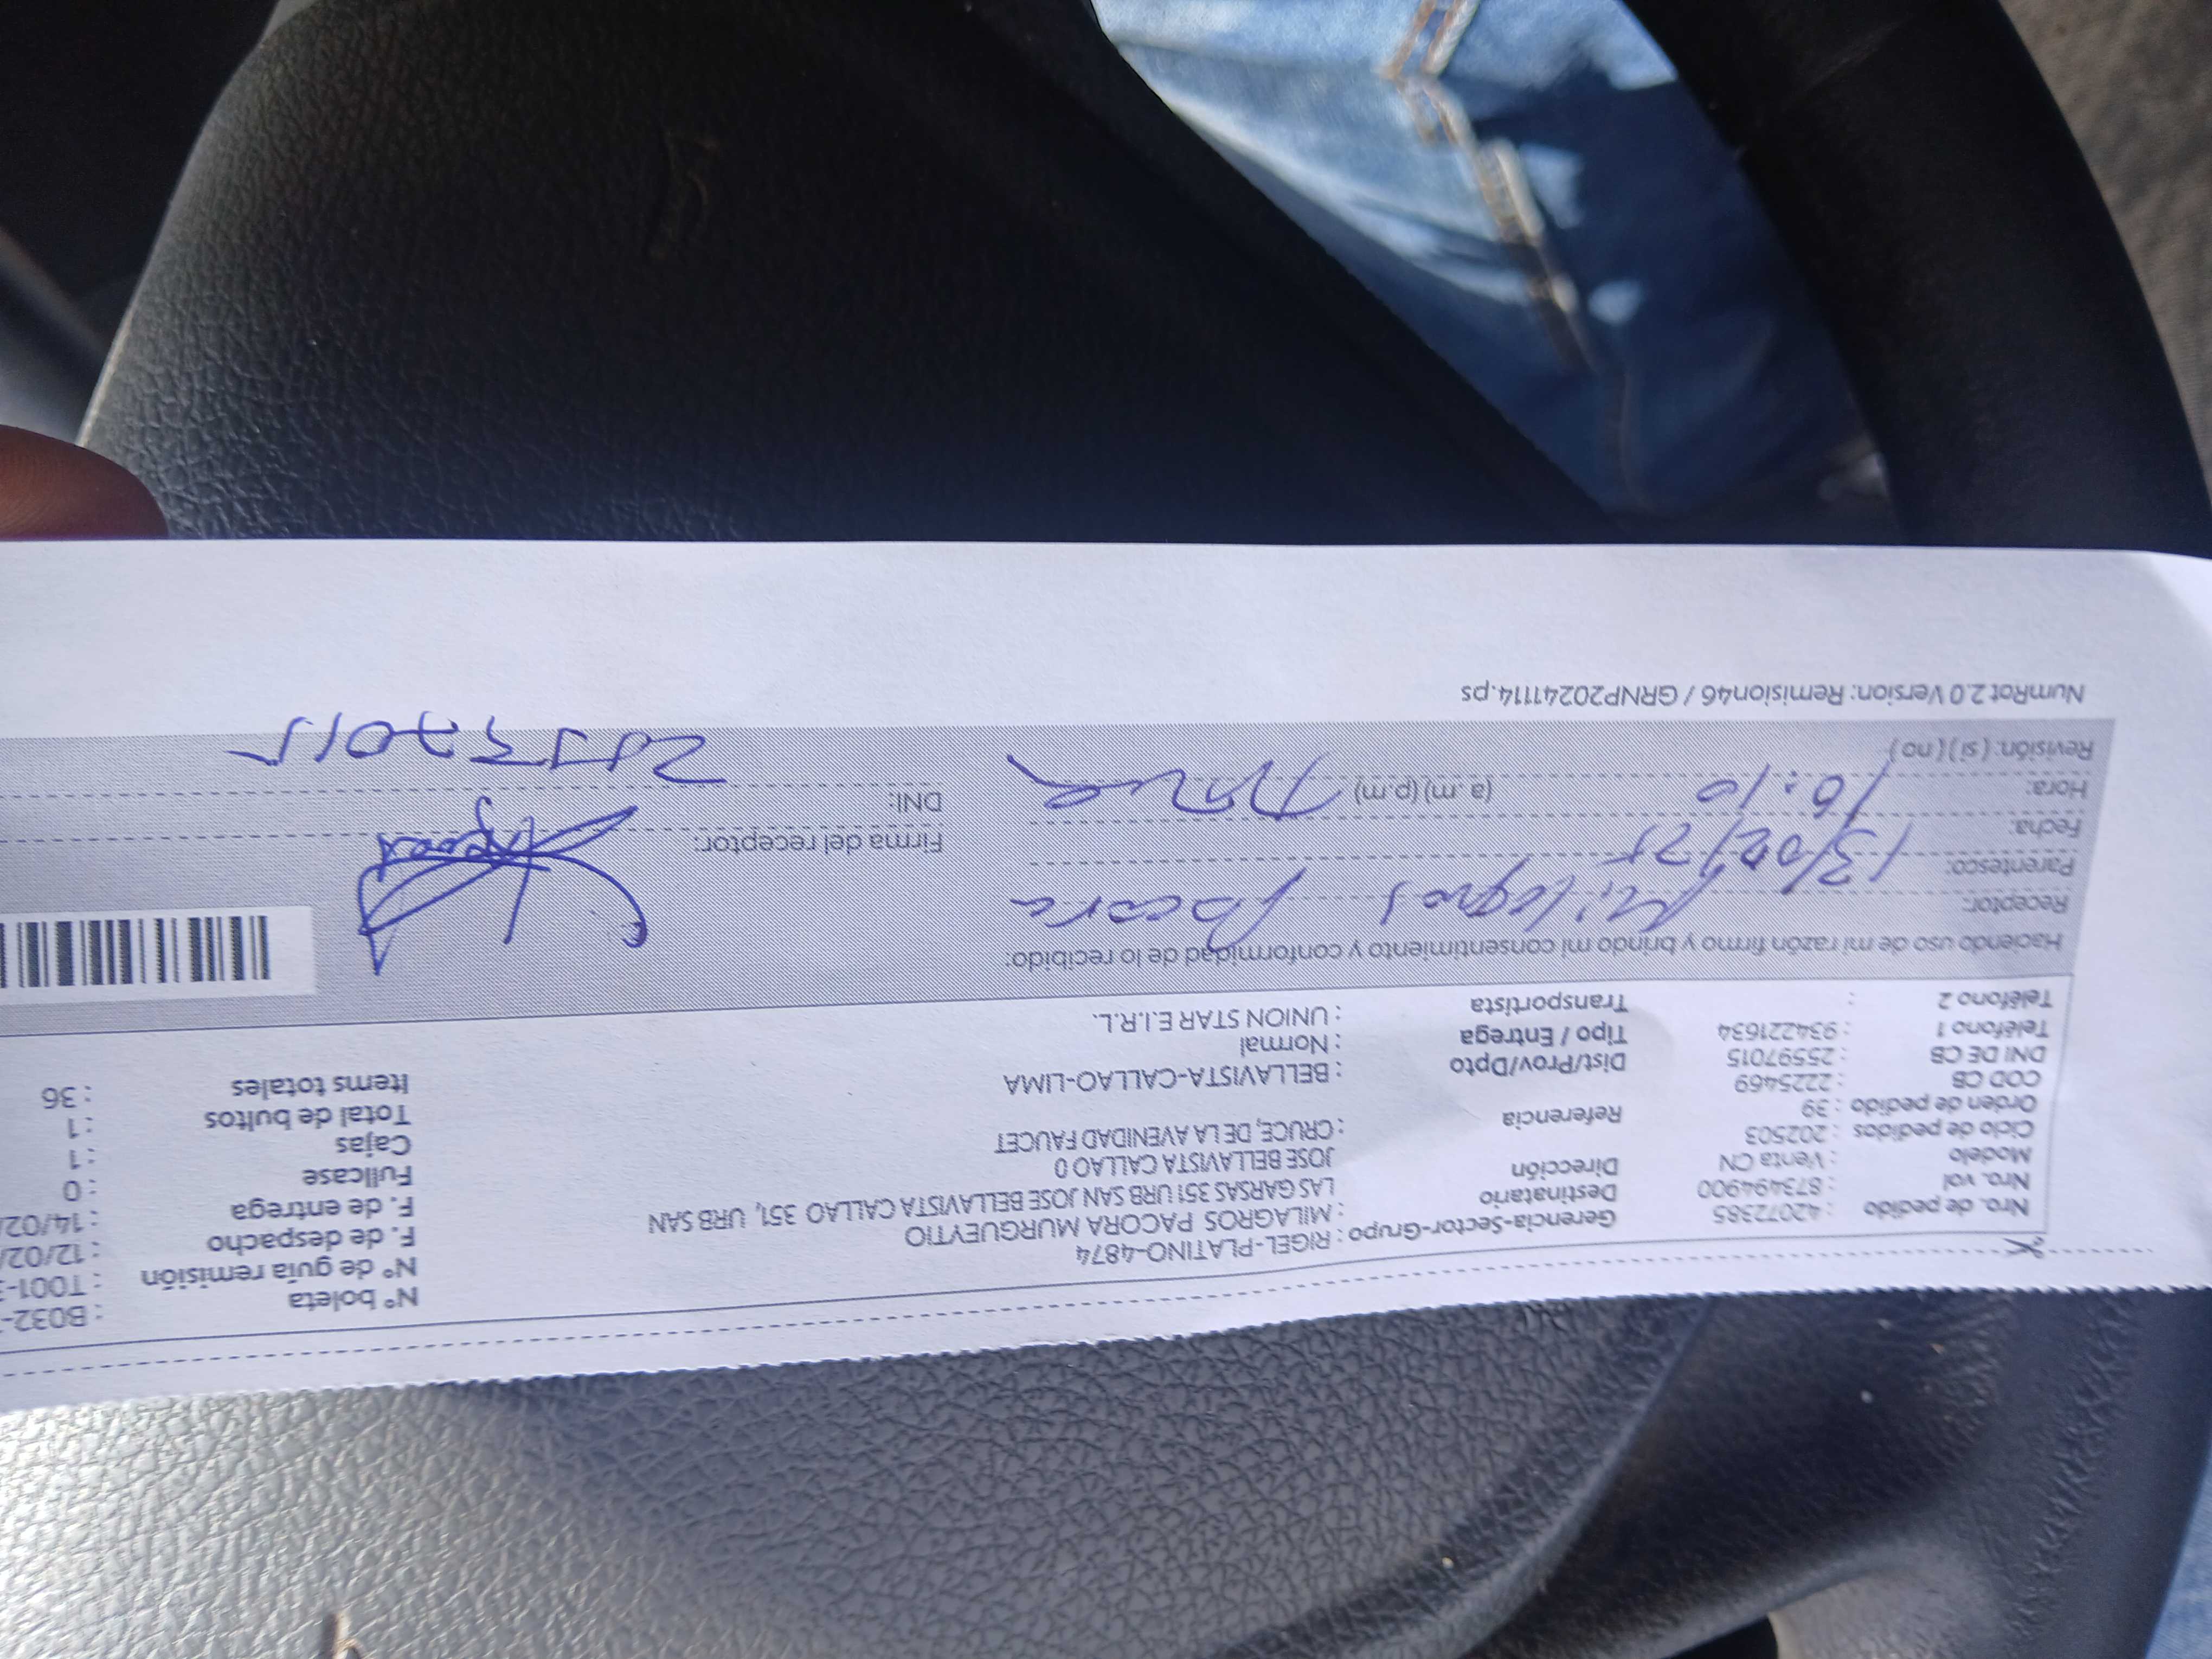 Nro. de pedido : 42072385 Gerencia-Sector-Grupo : RIGEL-PLATINO-4874 N° boleta : B032-
Nro. vol : 873494900 Destinatario : MILAGROS PACORA MURGUEYTIO N° de guía remisión : T001-
Modelo : Venta CN Dirección LAS GARSAS 351 URB SAN JOSE BELLAVISTA CALLAO 351, URB SAN F. de despacho : 12/02/
Ciclo de pedidos : 202503 JOSE BELLAVISTA CALLAO 0 F. de entrega : 14/02/
Orden de pedido : 39 Referencia : CRUCE, DE LA AVENIDAD FAUCET Fullcase : 0
COD CB : 2225469 Cajas : 1
DNI DE CB : 25597015 Dist/Prov/Dpto : BELLAVISTA-CALLAO-LIMA Total de bultos : 1
Teléfono 1 : 934221634 Tipo / Entrega : Normal Items totales : 36
Teléfono 2 : Transportista : UNION STAR E.I.R.L.
Haciendo uso de mi razón firmo y brindo mi consentimiento y conformidad de lo recibido:
Receptor: Milagros Pacora
Parentesco: Firma del receptor:
Fecha: 13/02/25
Hora: 10:10 (a.m) (p.m) DNI: 25597015
Revisión: ( si ) ( no )
NumRot 2.0 Version: Remision46 / GRNP20241114.ps